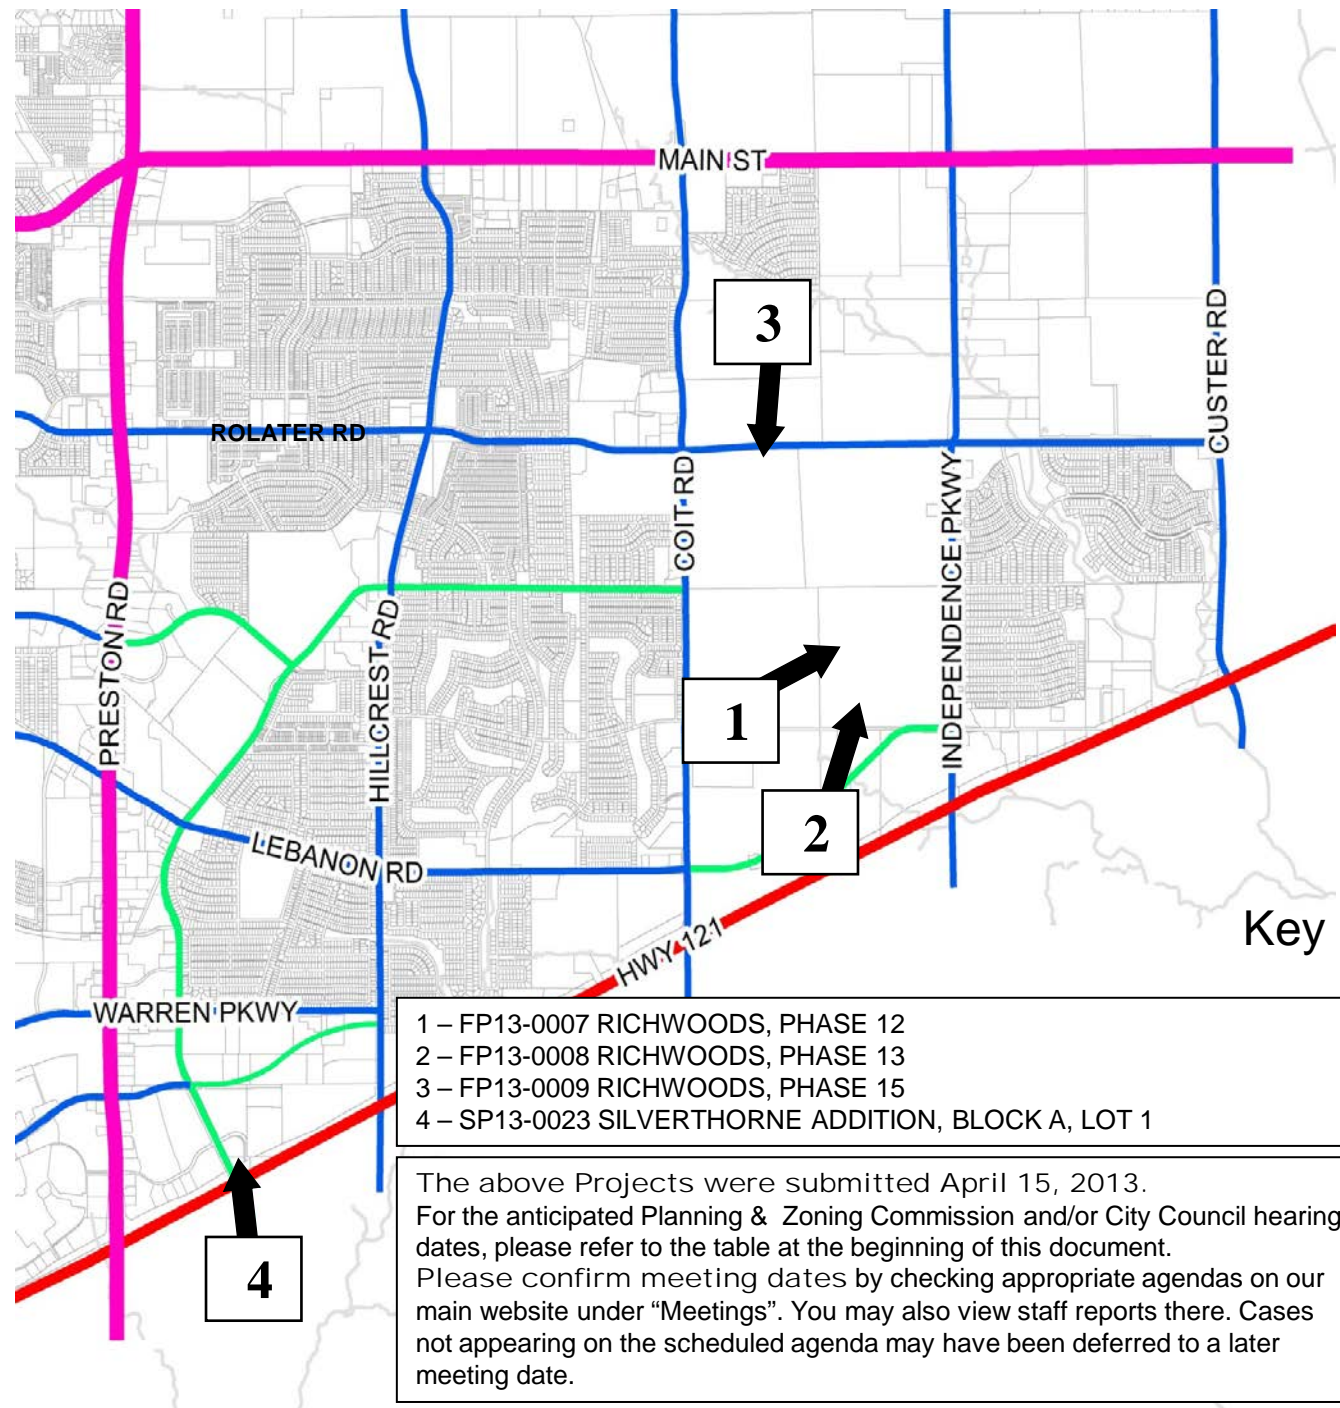 MAIN ST
3
CUSTER RD
ROLATER RD
COIT RD
INDEPENDENCE PKWY
PRESTON RD
HILLCREST RD
1
2
LEBANON RD
HWY 121
Key
WARREN PKWY
1 – FP13-0007 RICHWOODS, PHASE 12
2 – FP13-0008 RICHWOODS, PHASE 13
3 – FP13-0009 RICHWOODS, PHASE 15
4 – SP13-0023 SILVERTHORNE ADDITION, BLOCK A, LOT 1
The above Projects were submitted April 15, 2013.
For the anticipated Planning & Zoning Commission and/or City Council hearing
dates, please refer to the table at the beginning of this document.
Please confirm meeting dates by checking appropriate agendas on our
main website under “Meetings”. You may also view staff reports there. Cases
not appearing on the scheduled agenda may have been deferred to a later
meeting date.
4